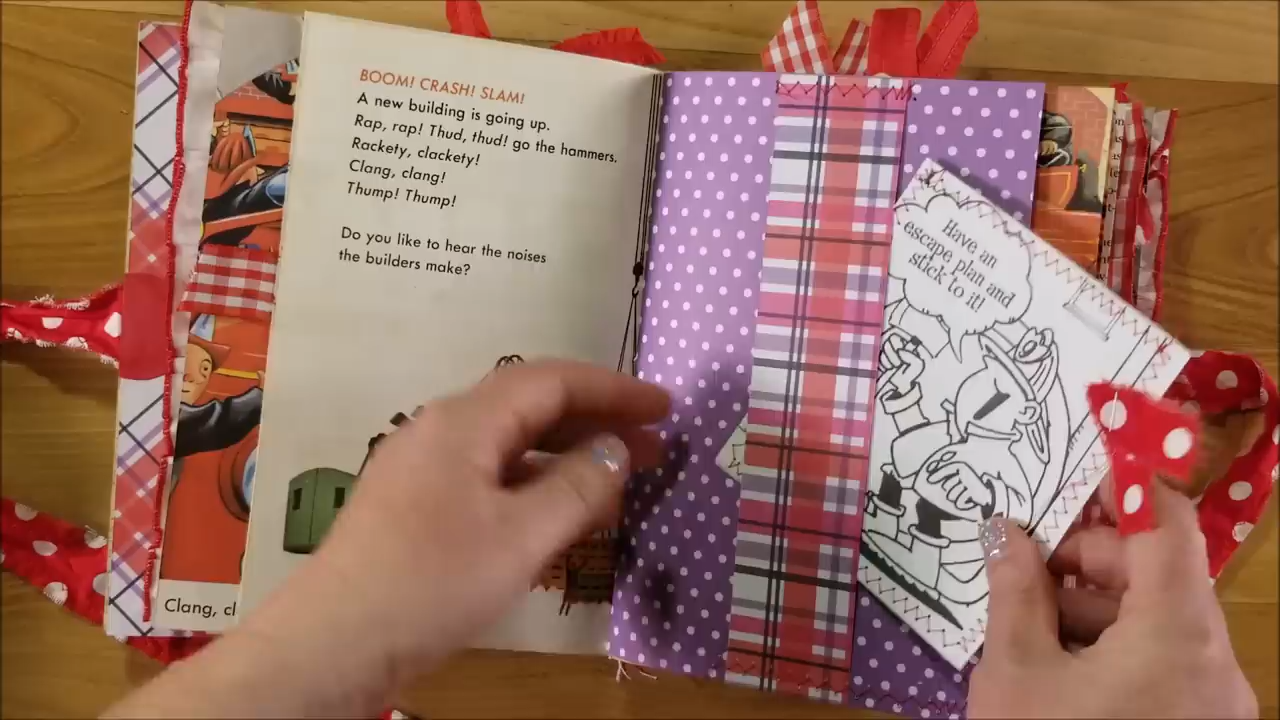 BOOM! CRASH! SLAM!
A new building is going up.
Rap, rap! Thud, thud! go the hammers.
Rackety, clackety!
Clang, clang!
Thump! Thump!
Do you like to hear the noises
the builders make?
Clang, cl
Have an
escape plan and
stick to it!